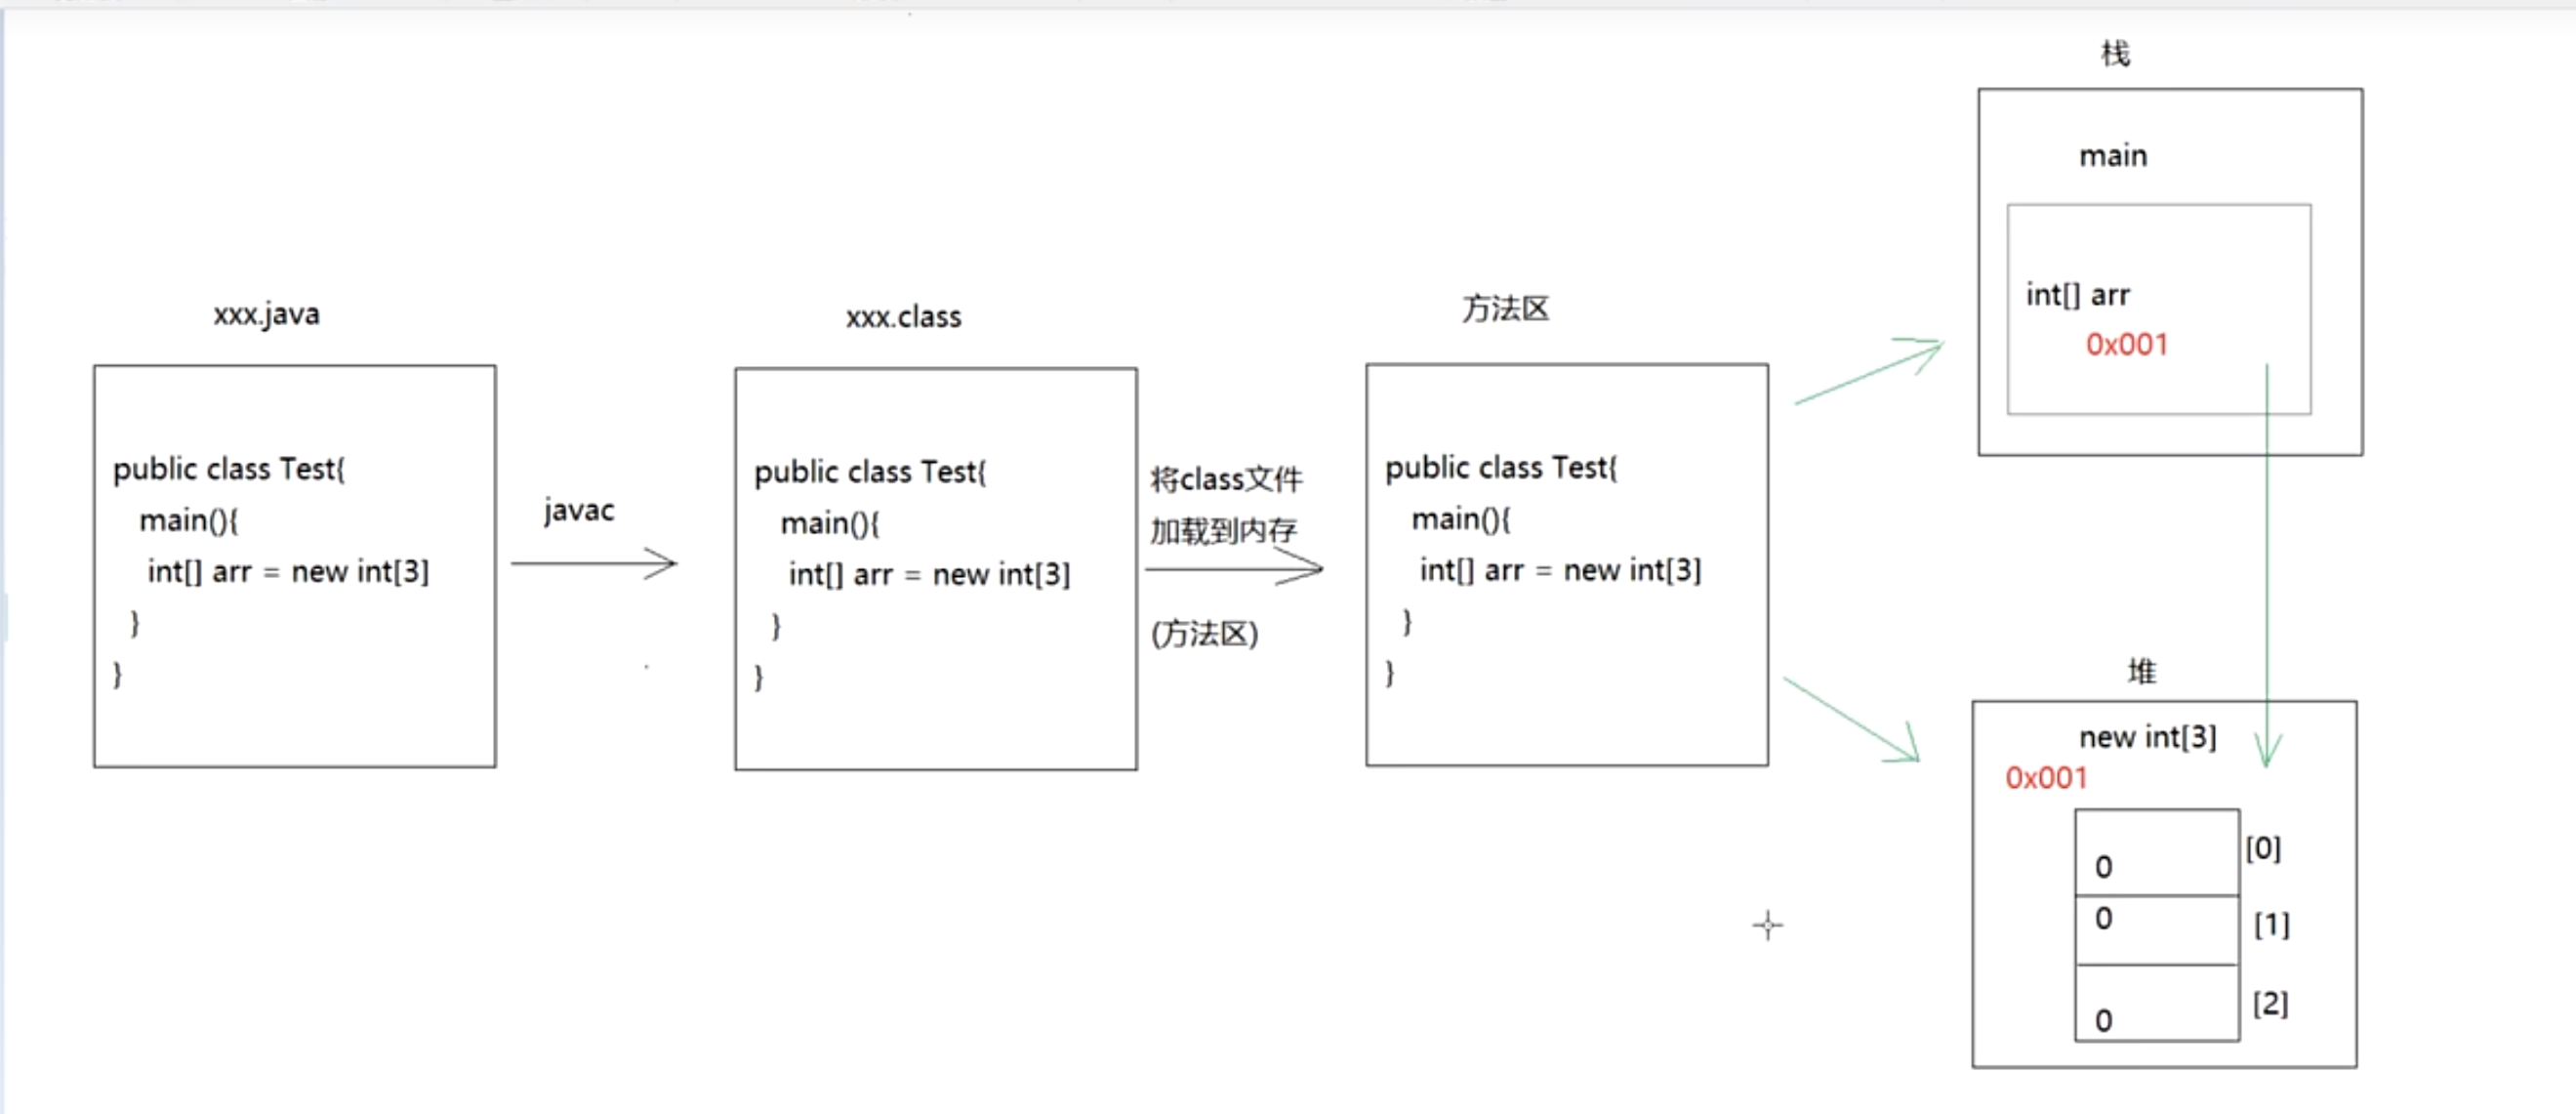 xxx.java
public class Test{
main(){
int[] arr = new int[3]
}
}
javac
xxx.class
public class Test{
main(){
int[] arr = new int[3]
}
}
将class文件
加载到内存
(方法区)
方法区
public class Test{
main(){
int[] arr = new int[3]
}
}
栈
main
int[] arr
0x001
堆
new int[3]
0x001
0 [0]
0 [1]
0 [2]